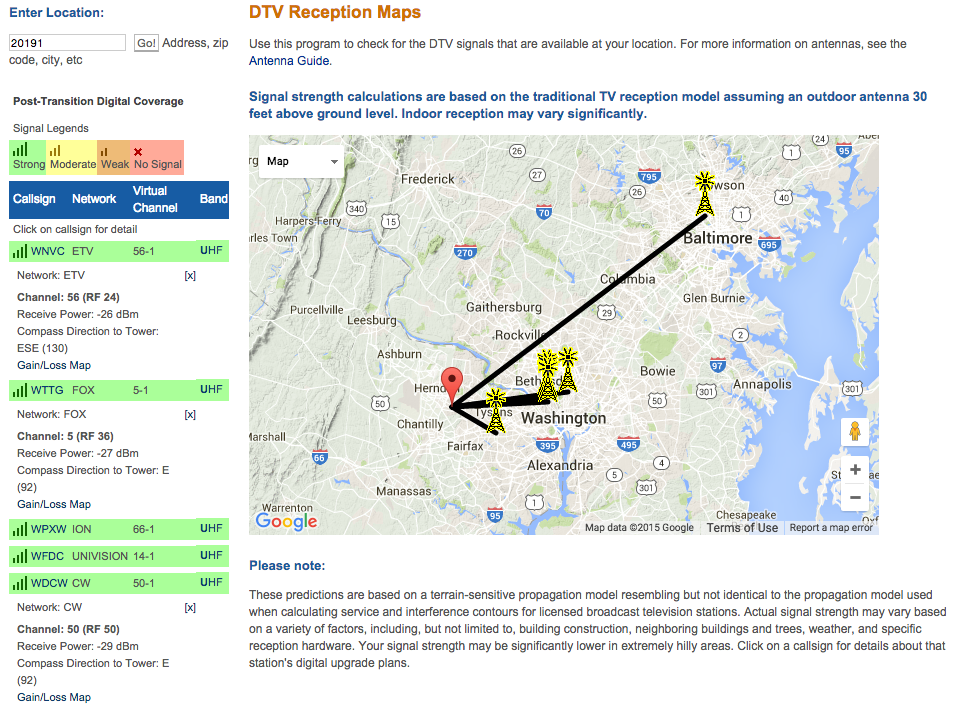 Enter Location:
20191 Go! Address, zip
code, city, etc
Post-Transition Digital Coverage
Signal Legends
Strong Moderate Weak No Signal
Callsign Network Virtual Channel Band
Click on callsign for detail
WNVC ETV 56-1 UHF
Network: ETV [x]
Channel: 56 (RF 24)
Receive Power: -26 dBm
Compass Direction to Tower:
ESE (130)
Gain/Loss Map
WTTG FOX 5-1 UHF
Network: FOX [x]
Channel: 5 (RF 36)
Receive Power: -27 dBm
Compass Direction to Tower: E
(92)
Gain/Loss Map
WPXW ION 66-1 UHF
WFDC UNIVISION 14-1 UHF
WDCW CW 50-1 UHF
Network: CW [x]
Channel: 50 (RF 50)
Receive Power: -29 dBm
Compass Direction to Tower: E
(92)
Gain/Loss Map
DTV Reception Maps
Use this program to check for the DTV signals that are available at your location. For more information on antennas, see the
Antenna Guide.
Signal strength calculations are based on the traditional TV reception model assuming an outdoor antenna 30
feet above ground level. Indoor reception may vary significantly.
Map
26
24
1
95
Frederick
27
795
26
40
340
15
70
1
Harpers Ferry
Baltimore
695
270
Gaithersburg
Glen Burnie
Purcellville
Leesburg
29
Rockville
2
Ashburn
97
Bowie
Annapolis
50
301
50
301
Chantilly
Washington
Fairfax
395
495
66
Alexandria
4
5
301
Manassas
1
Warrenton
95
Chesapeake
+
−
Google
Map data ©2015 Google Terms of Use Report a map error
Please note:
These predictions are based on a terrain-sensitive propagation model resembling but not identical to the propagation model used
when calculating service and interference contours for licensed broadcast television stations. Actual signal strength may vary based
on a variety of factors, including, but not limited to, building construction, neighboring buildings and trees, weather, and specific
reception hardware. Your signal strength may be significantly lower in extremely hilly areas. Click on a callsign for details about that
station's digital upgrade plans.